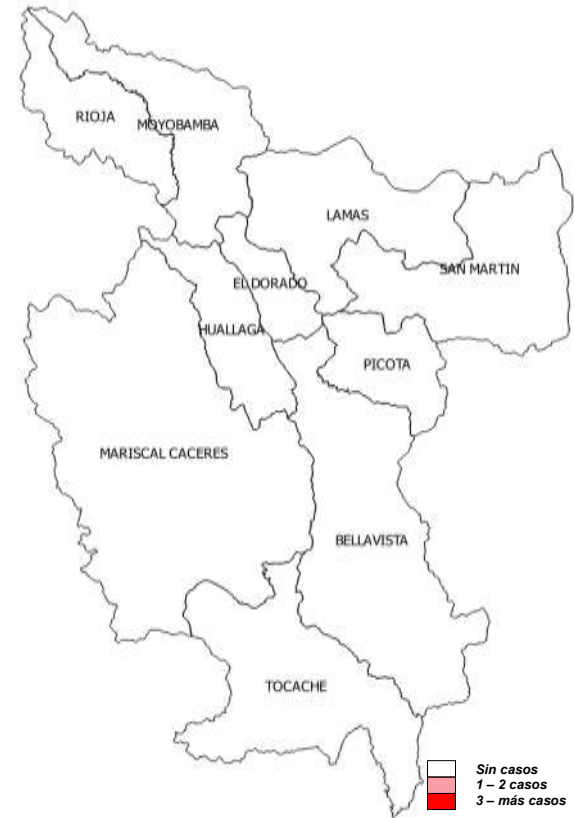 RIOJA
MOYOBAMBA
LAMAS
SAN MARTIN
EL DORADO
HUALLAGA
PICOTA
MARISCAL CACERES
BELLAVISTA
TOCACHE
Sin casos
1 – 2 casos
3 – más casos